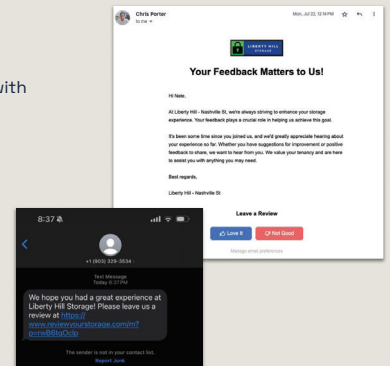 with
Chris Porter
to me
Mon, Jul 22, 12:14 PM
LIBERTY HILL
STORAGE
Your Feedback Matters to Us!
Hi Nate,
At Liberty Hill - Nashville St, we're always striving to enhance your storage
experience. Your feedback plays a crucial role in helping us achieve this goal.
It's been some time since you joined us, and we'd greatly appreciate hearing about
your experience so far. Whether you have suggestions for improvement or positive
feedback to share, we want to hear from you. We value your tenancy and are here
to assist you with anything you may need.
Best regards,
Liberty Hill - Nashville St
Leave a Review
Love It
Not Good
Manage email preferences
8:37
+1 (903) 329-3534
Text Message
Today 8:37 PM
We hope you had a great experience at
Liberty Hill Storage! Please leave us a
review at https://
www.reviewyourstorage.com/m?
The sender is not in your contact list.
Report Junk